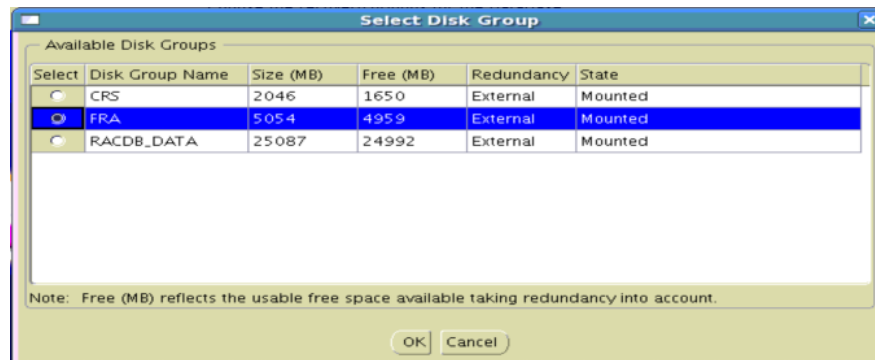 Select Disk Group
Available Disk Groups
Select Disk Group Name Size (MB) Free (MB) Redundancy State
CRS 2046 1650 External Mounted
FRA 5054 4959 External Mounted
RACDB_DATA 25087 24992 External Mounted
Note: Free (MB) reflects the usable free space available taking redundancy into account.
OK Cancel